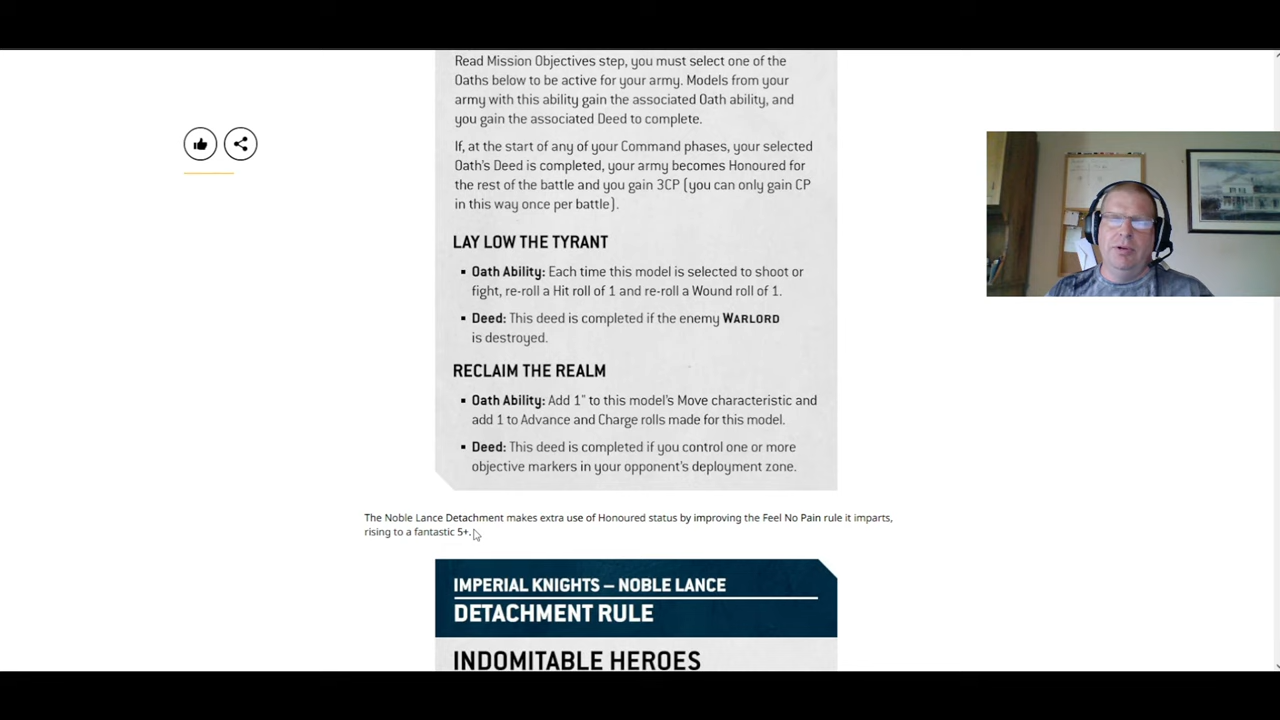 Read Mission Objectives step, you must select one of the
Oaths below to be active for your army. Models from your
army with this ability gain the associated Oath ability, and
you gain the associated Deed to complete.
If, at the start of any of your Command phases, your selected
Oath's Deed is completed, your army becomes Honoured for
the rest of the battle and you gain 3CP (you can only gain CP
in this way once per battle).
LAY LOW THE TYRANT
▪ Oath Ability: Each time this model is selected to shoot or
fight, re-roll a Hit roll of 1 and re-roll a Wound roll of 1.
▪ Deed: This deed is completed if the enemy WARLORD
is destroyed.
RECLAIM THE REALM
▪ Oath Ability: Add 1" to this model's Move characteristic and
add 1 to Advance and Charge rolls made for this model.
▪ Deed: This deed is completed if you control one or more
objective markers in your opponent's deployment zone.
The Noble Lance Detachment makes extra use of Honoured status by improving the Feel No Pain rule it imparts,
rising to a fantastic 5+.
IMPERIAL KNIGHTS – NOBLE LANCE
DETACHMENT RULE
INDOMITABLE HEROES